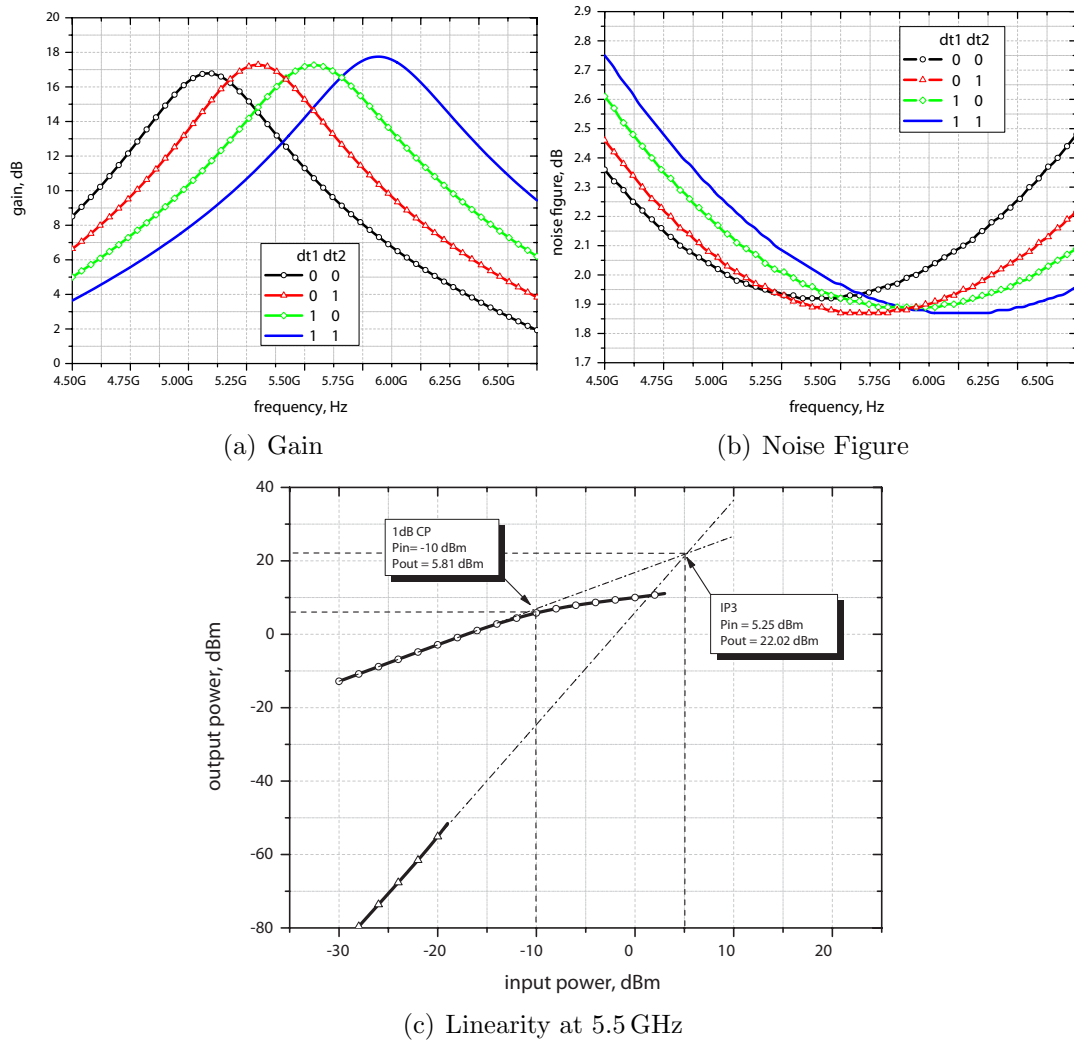 20
18
16
14
12
10
8
6
4
2
0
gain, dB
dt1 dt2
0 0
0 1
1 0
1 1
4.50G 4.75G 5.00G 5.25G 5.50G 5.75G 6.00G 6.25G 6.50G
frequency, Hz
(a) Gain
2.9
2.8
2.7
2.6
2.5
2.4
2.3
2.2
2.1
2.0
1.9
1.8
1.7
noise figure, dB
dt1 dt2
0 0
0 1
1 0
1 1
4.50G 4.75G 5.00G 5.25G 5.50G 5.75G 6.00G 6.25G 6.50G
frequency, Hz
(b) Noise Figure
40
20
0
-20
-40
-60
-80
output power, dBm
1dB CP
Pin= -10 dBm
Pout = 5.81 dBm
IP3
Pin = 5.25 dBm
Pout = 22.02 dBm
-30 -20 -10 0 10 20
input power, dBm
(c) Linearity at 5.5 GHz